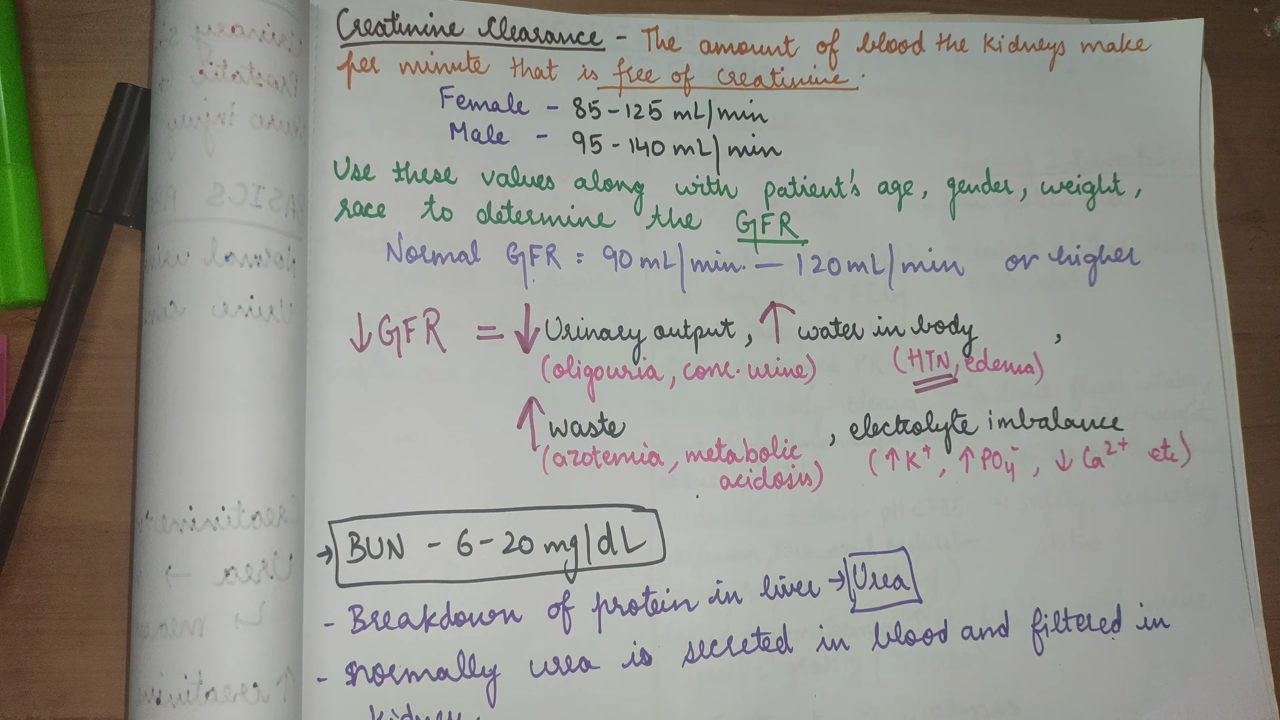 Creatinine Clearance - The amount of blood the kidneys make
per minute that is free of creatinine.
Female - 85-125 mL/min
Male - 95-140 mL/min
Use these values along with patient's age, gender, weight,
race to determine the GFR
Normal GFR = 90 mL/min. — 120 mL/min or higher
↓ GFR = ↓ Urinary output, ↑ water in body,
(oligouria, conc. urine) (HTN, edema)
↑ waste, electrolyte imbalance
(azotemia, metabolic acidosis) (↑K⁺, ↑PO₄⁻, ↓Ca²⁺ etc)
→ BUN - 6-20 mg/dL
- Breakdown of protein in liver → Urea
- normally urea is secreted in blood and filtered in
kidney.